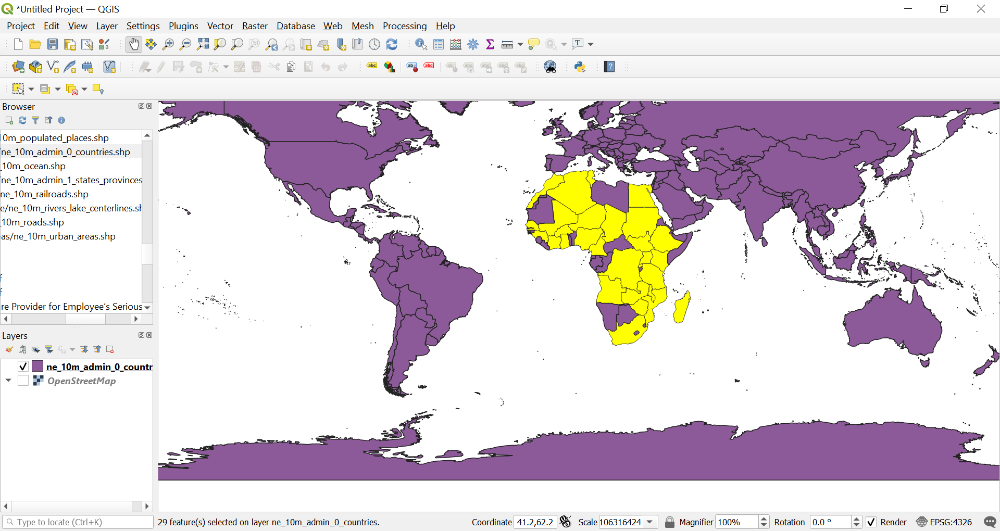 *Untitled Project — QGIS
Project Edit View Layer Settings Plugins Vector Raster Database Web Mesh Processing Help
Browser
0m_populated_places.shp
ne_10m_admin_0_countries.shp
_10m_ocean.shp
ne_10m_admin_1_states_provinces
ne_10m_railroads.shp
e/ne_10m_rivers_lake_centerlines.sh
_10m_roads.shp
as/ne_10m_urban_areas.shp
re Provider for Employee's Serious
Layers
ne_10m_admin_0_countr
OpenStreetMap
Type to locate (Ctrl+K)
29 feature(s) selected on layer ne_10m_admin_0_countries.
Coordinate 41.2,62.2 Scale 106316424 Magnifier 100% Rotation 0.0 ° Render EPSG:4326